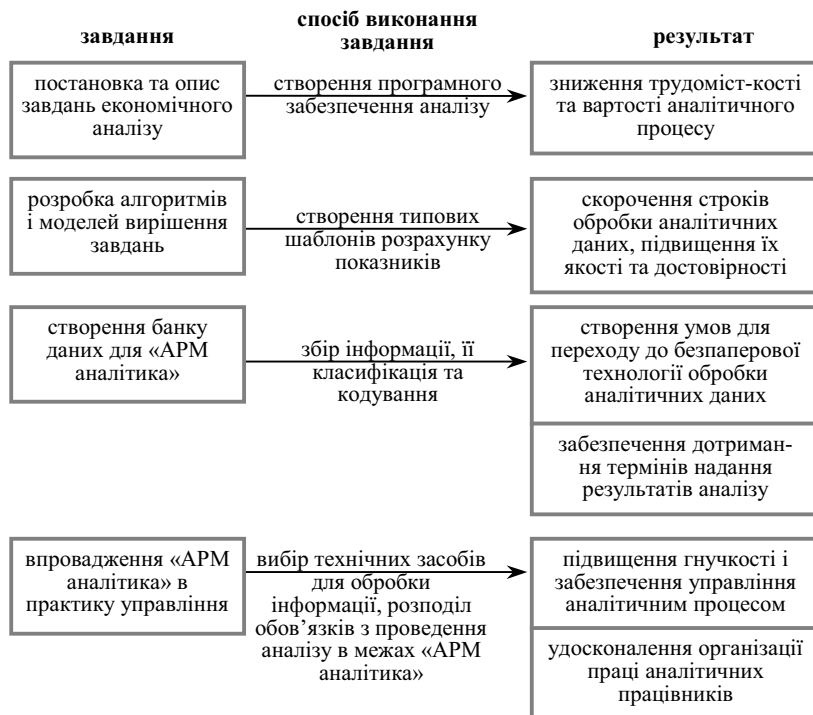 завдання
спосіб виконання
завдання
результат
постановка та опис
завдань економічного
аналізу
створення програмного
забезпечення аналізу
зниження трудоміст-кості
та вартості аналітичного
процесу
розробка алгоритмів
і моделей вирішення
завдань
створення типових
шаблонів розрахунку
показників
скорочення строків
обробки аналітичних
даних, підвищення їх
якості та достовірності
створення банку
даних для «АРМ
аналітика»
збір інформації, її
класифікація та
кодування
створення умов для
переходу до безпаперової
технології обробки
аналітичних даних
забезпечення дотриман-
ня термінів надання
результатів аналізу
впровадження «АРМ
аналітика» в
практику управління
вибір технічних засобів
для обробки
інформації, розподіл
обов’язків з проведення
аналізу в межах «АРМ
аналітика»
підвищення гнучкості і
забезпечення управління
аналітичним процесом
удосконалення організації
праці аналітичних
працівників